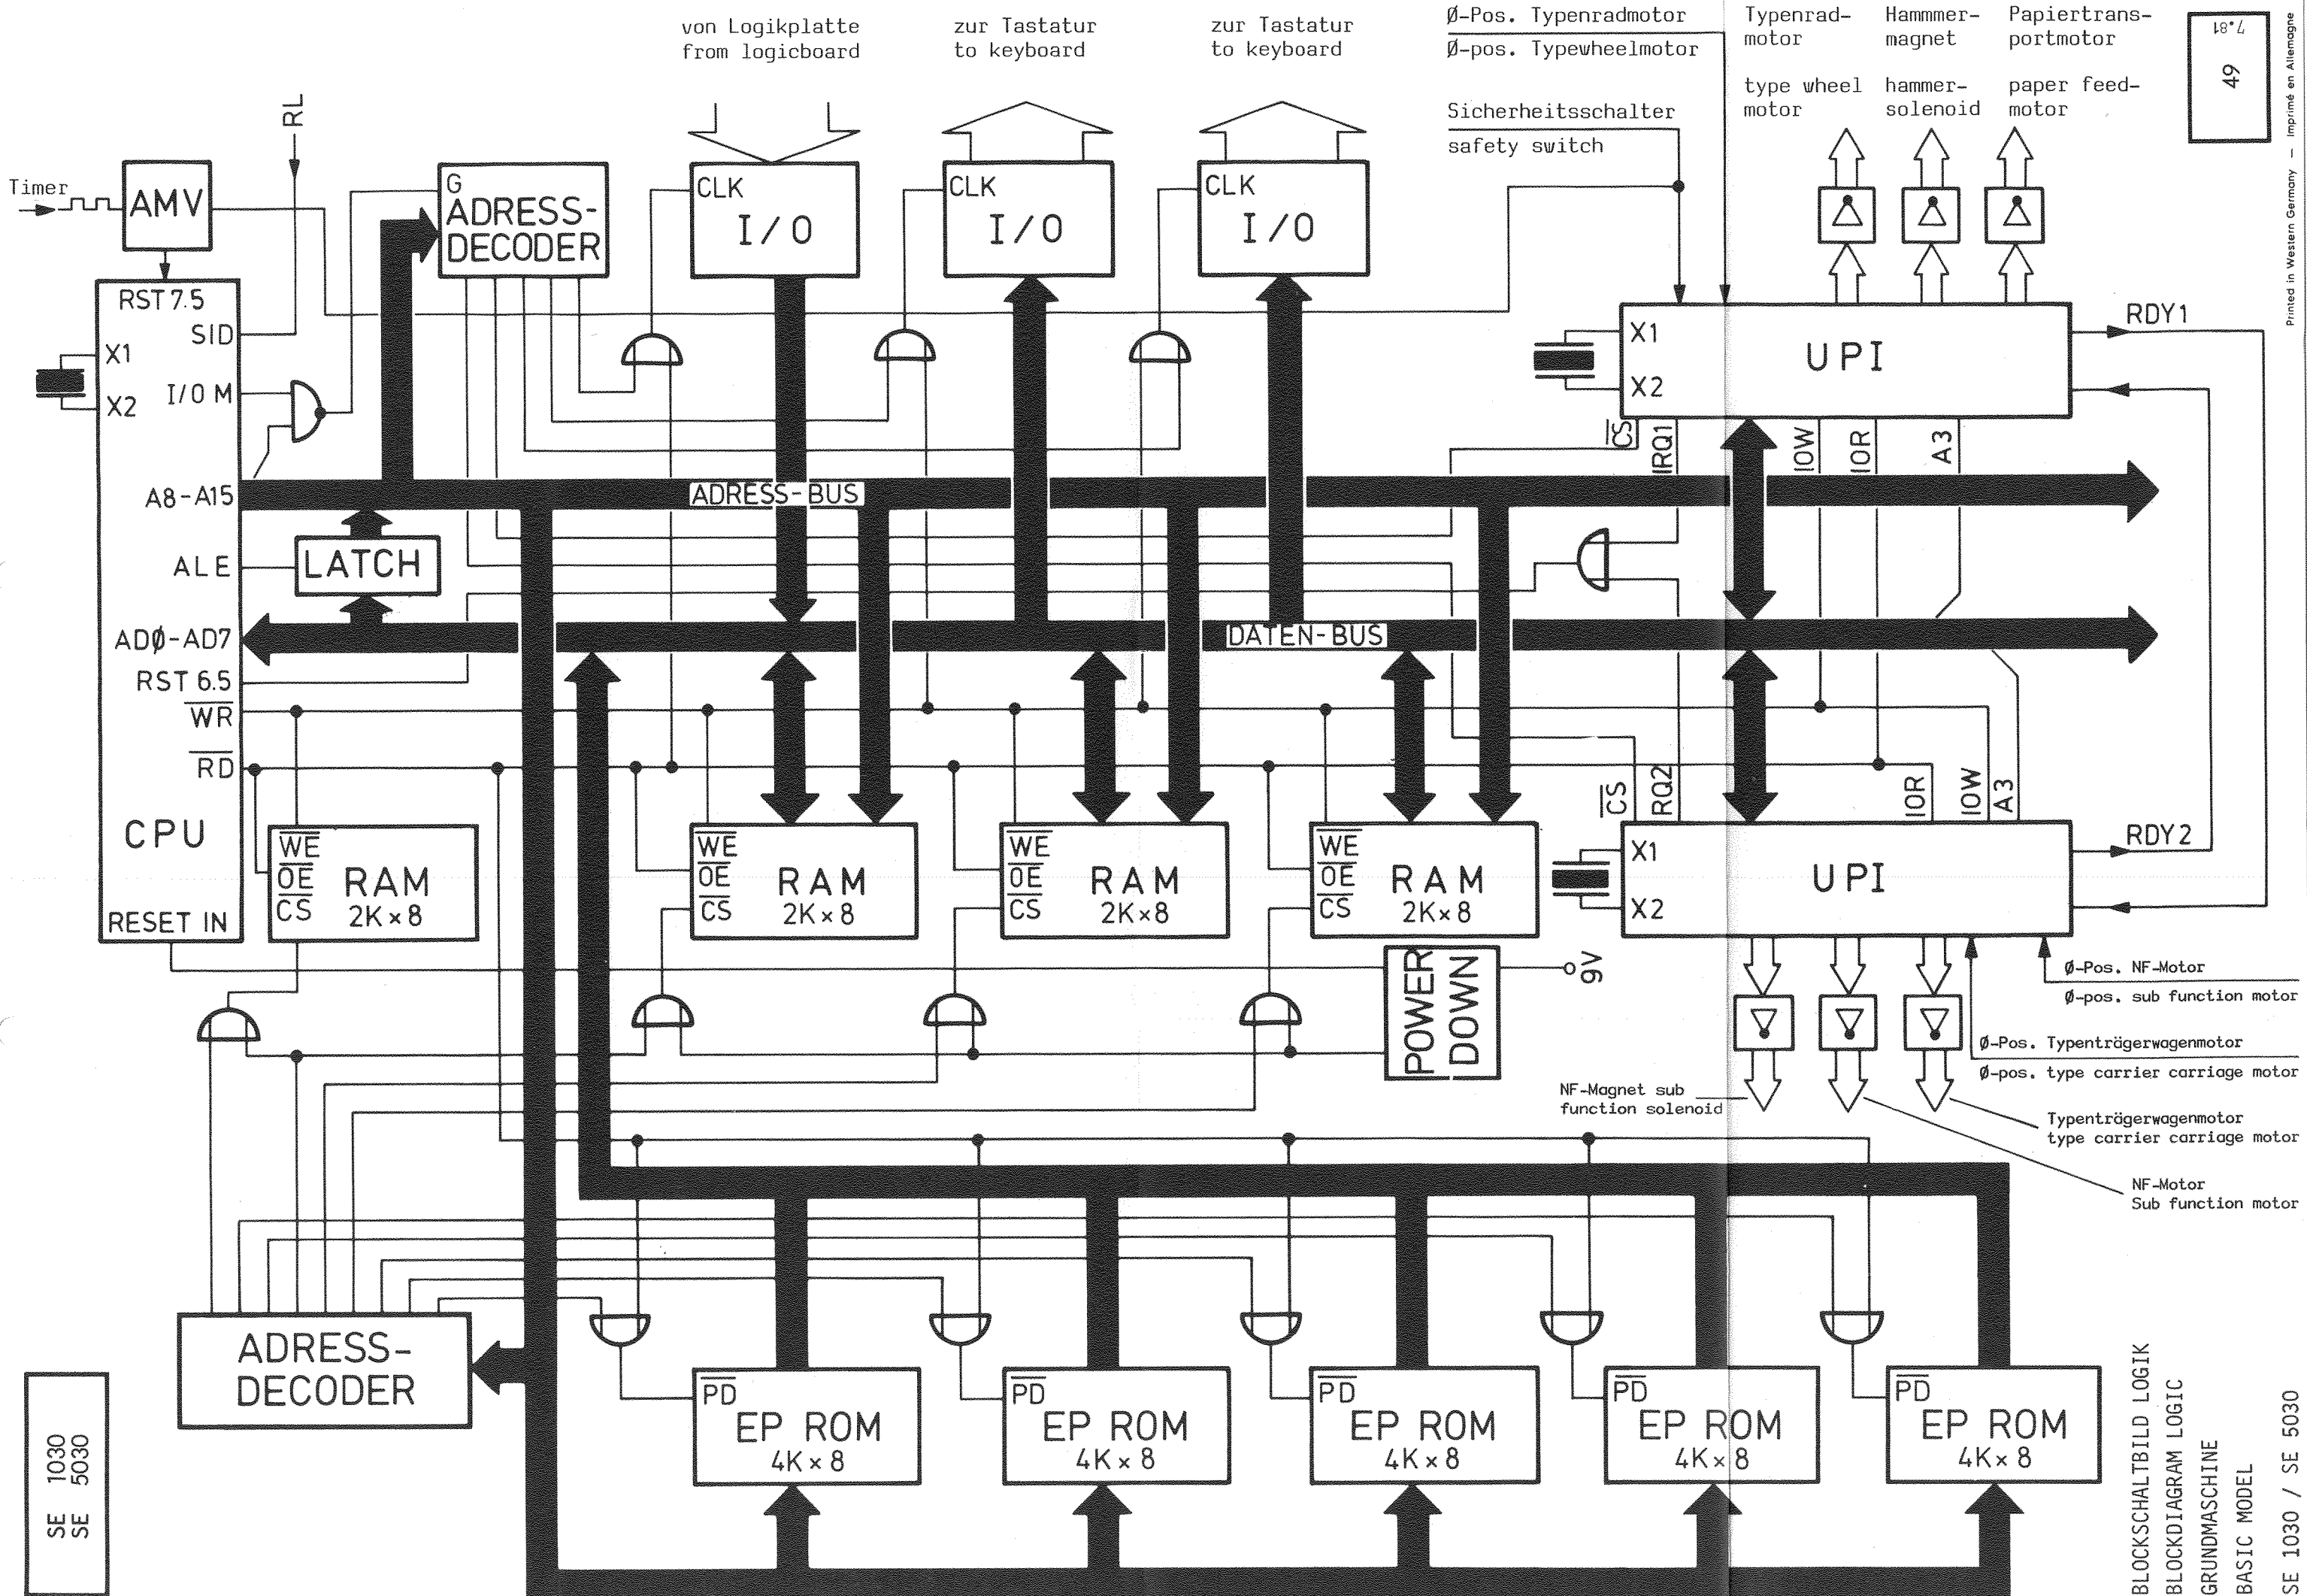 von Logikplatte
from logicboard
zur Tastatur
to keyboard
zur Tastatur
to keyboard
Ø-Pos. Typenradmotor
Ø-pos. Typewheelmotor
Sicherheitsschalter
safety switch
Typenrad-
motor
type wheel
motor
Hammmer-
magnet
hammer-
solenoid
Papiertrans-
portmotor
paper feed-
motor
49
7.81
Printed in Western Germany — Imprimé en Allemagne
RL
Timer
AMV
G
ADRESS-
DECODER
CLK
I/O
CLK
I/O
CLK
I/O
RST 7.5
SID
X1
X2
I/O M
A8-A15
ALE
AD0-AD7
RST 6.5
WR
RD
CPU
RESET IN
LATCH
ADRESS-BUS
DATEN-BUS
X1
X2
UPI
RDY1
CS
IRQ1
IOW
IOR
A3
CS
RQ2
IOR
IOW
A3
X1
X2
UPI
RDY2
WE
OE
CS
RAM
2K×8
WE
OE
CS
RAM
2K×8
WE
OE
CS
RAM
2K×8
WE
OE
CS
RAM
2K×8
POWER
DOWN
9V
Ø-Pos. NF-Motor
Ø-pos. sub function motor
Ø-Pos. Typenträgerwagenmotor
Ø-pos. type carrier carriage motor
NF-Magnet sub
function solenoid
Typenträgerwagenmotor
type carrier carriage motor
NF-Motor
Sub function motor
ADRESS-
DECODER
PD
EP ROM
4K×8
PD
EP ROM
4K×8
PD
EP ROM
4K×8
PD
EP ROM
4K×8
PD
EP ROM
4K×8
SE 1030
SE 5030
BLOCKSCHALTBILD LOGIK
BLOCKDIAGRAM LOGIC
GRUNDMASCHINE
BASIC MODEL
SE 1030 / SE 5030